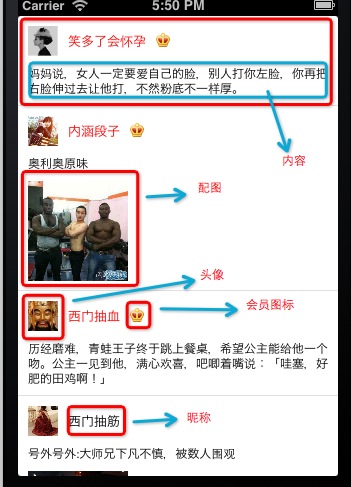 Carrier 5:50 PM
笑多了会怀孕
妈妈说，女人一定要爱自己的脸，别人打你左脸，你再把
右脸伸过去让他打，不然粉底不一样厚。
内涵段子
内容
奥利奥原味
配图
头像
西门抽血
会员图标
历经磨难，青蛙王子终于跳上餐桌，希望公主能给他一个
吻。公主一见到他，满心欢喜，吧唧着嘴说：「哇塞，好
肥的田鸡啊！」
西门抽筋
昵称
号外号外:大师兄下凡不慎，被数人围观